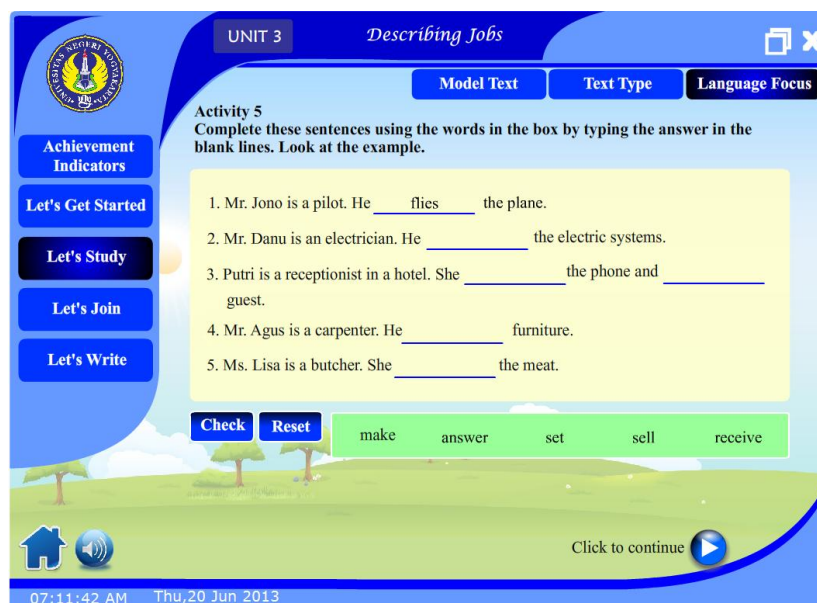 UNIT 3
Describing Jobs
UNIVERSITAS NEGERI YOGYAKARTA
Model Text
Text Type
Language Focus
Achievement
Indicators
Let's Get Started
Let's Study
Let's Join
Let's Write
Activity 5
Complete these sentences using the words in the box by typing the answer in the
blank lines. Look at the example.
1. Mr. Jono is a pilot. He flies the plane.
2. Mr. Danu is an electrician. He the electric systems.
3. Putri is a receptionist in a hotel. She the phone and
guest.
4. Mr. Agus is a carpenter. He furniture.
5. Ms. Lisa is a butcher. She the meat.
Check
Reset
make answer set sell receive
Click to continue
07:11:42 AM Thu,20 Jun 2013